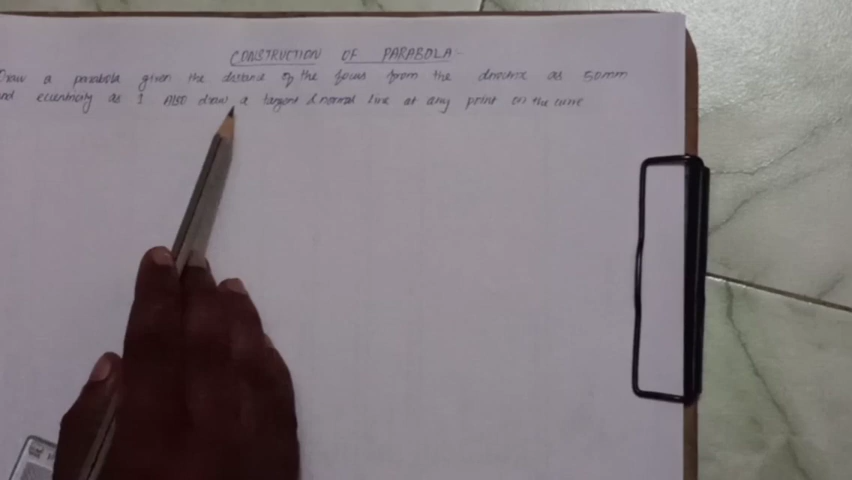 CONSTRUCTION OF PARABOLA:-
Draw a parabola given the distance of the focus from the directrix as 50mm
and eccentricity as 1 Also draw a tangent & normal line at any point on the curve